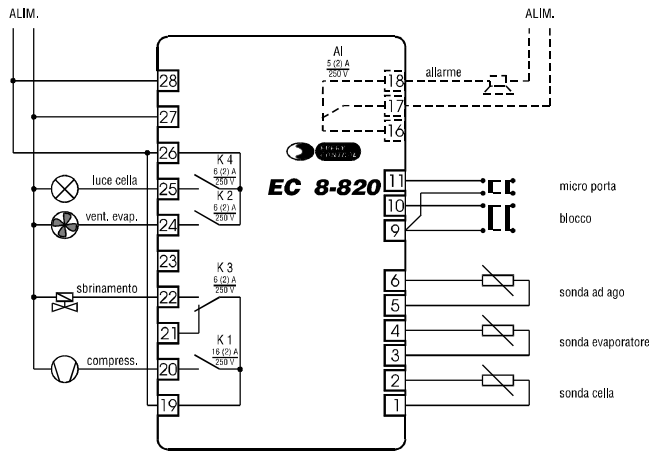 ALIM.
ALIM.
AI
5 (2) A
250 V
28
18
allarme
27
17
26
16
K 4
6 (2) A
250 V
luce cella
25
EC 8-820
11
micro porta
K 2
6 (2) A
250 V
10
vent. evap.
24
blocco
9
23
K 3
6 (2) A
250 V
6
sbrinamento
22
5
sonda ad ago
21
4
K 1
16 (2) A
250 V
3
sonda evaporatore
compress.
20
2
sonda cella
19
1